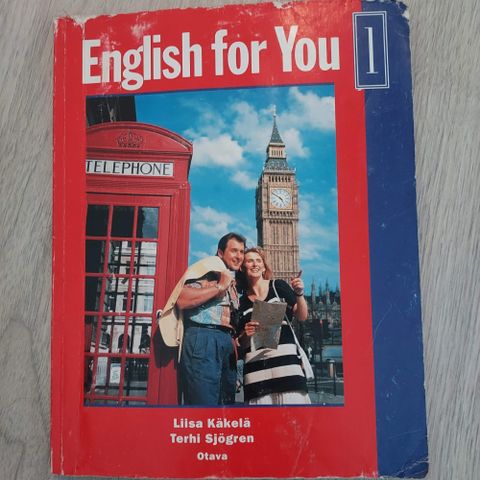 English for You 1
TELEPHONE
Liisa Käkelä
Terhi Sjögren
Otava